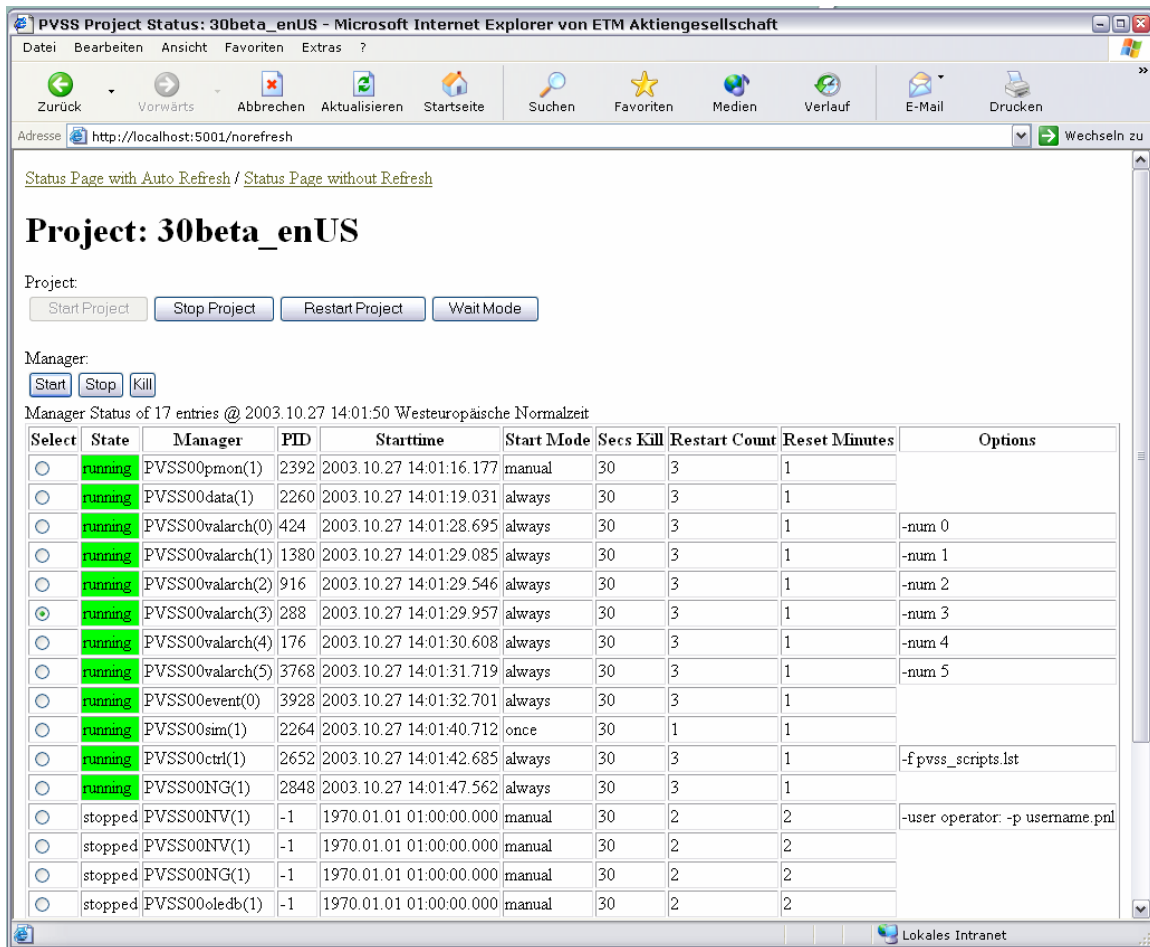 PVSS Project Status: 30beta_enUS - Microsoft Internet Explorer von ETM Aktiengesellschaft
Datei Bearbeiten Ansicht Favoriten Extras ?
Zurück Vorwärts Abbrechen Aktualisieren Startseite Suchen Favoriten Medien Verlauf E-Mail Drucken »
Adresse http://localhost:5001/norefresh Wechseln zu
Status Page with Auto Refresh / Status Page without Refresh
Project: 30beta_enUS
Project:
Start Project Stop Project Restart Project Wait Mode
Manager:
Start Stop Kill
Manager Status of 17 entries @ 2003.10.27 14:01:50 Westeuropäische Normalzeit
Select State Manager PID Starttime Start Mode Secs Kill Restart Count Reset Minutes Options
running PVSS00pmon(1) 2392 2003.10.27 14:01:16.177 manual 30 3 1
running PVSS00data(1) 2260 2003.10.27 14:01:19.031 always 30 3 1
running PVSS00valarch(0) 424 2003.10.27 14:01:28.695 always 30 3 1 -num 0
running PVSS00valarch(1) 1380 2003.10.27 14:01:29.085 always 30 3 1 -num 1
running PVSS00valarch(2) 916 2003.10.27 14:01:29.546 always 30 3 1 -num 2
running PVSS00valarch(3) 288 2003.10.27 14:01:29.957 always 30 3 1 -num 3
running PVSS00valarch(4) 176 2003.10.27 14:01:30.608 always 30 3 1 -num 4
running PVSS00valarch(5) 3768 2003.10.27 14:01:31.719 always 30 3 1 -num 5
running PVSS00event(0) 3928 2003.10.27 14:01:32.701 always 30 3 1
running PVSS00sim(1) 2264 2003.10.27 14:01:40.712 once 30 1 1
running PVSS00ctrl(1) 2652 2003.10.27 14:01:42.685 always 30 3 1 -f pvss_scripts.lst
running PVSS00NG(1) 2848 2003.10.27 14:01:47.562 always 30 3 1
stopped PVSS00NV(1) -1 1970.01.01 01:00:00.000 manual 30 2 2 -user operator: -p username.pnl
stopped PVSS00NV(1) -1 1970.01.01 01:00:00.000 manual 30 2 2
stopped PVSS00NG(1) -1 1970.01.01 01:00:00.000 manual 30 2 2
stopped PVSS00oledb(1) -1 1970.01.01 01:00:00.000 manual 30 2 2
Lokales Intranet